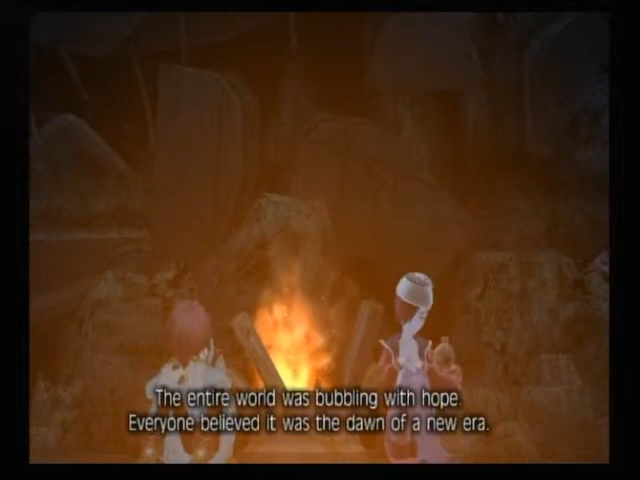 The entire world was bubbling with hope.
Everyone believed it was the dawn of a new era.